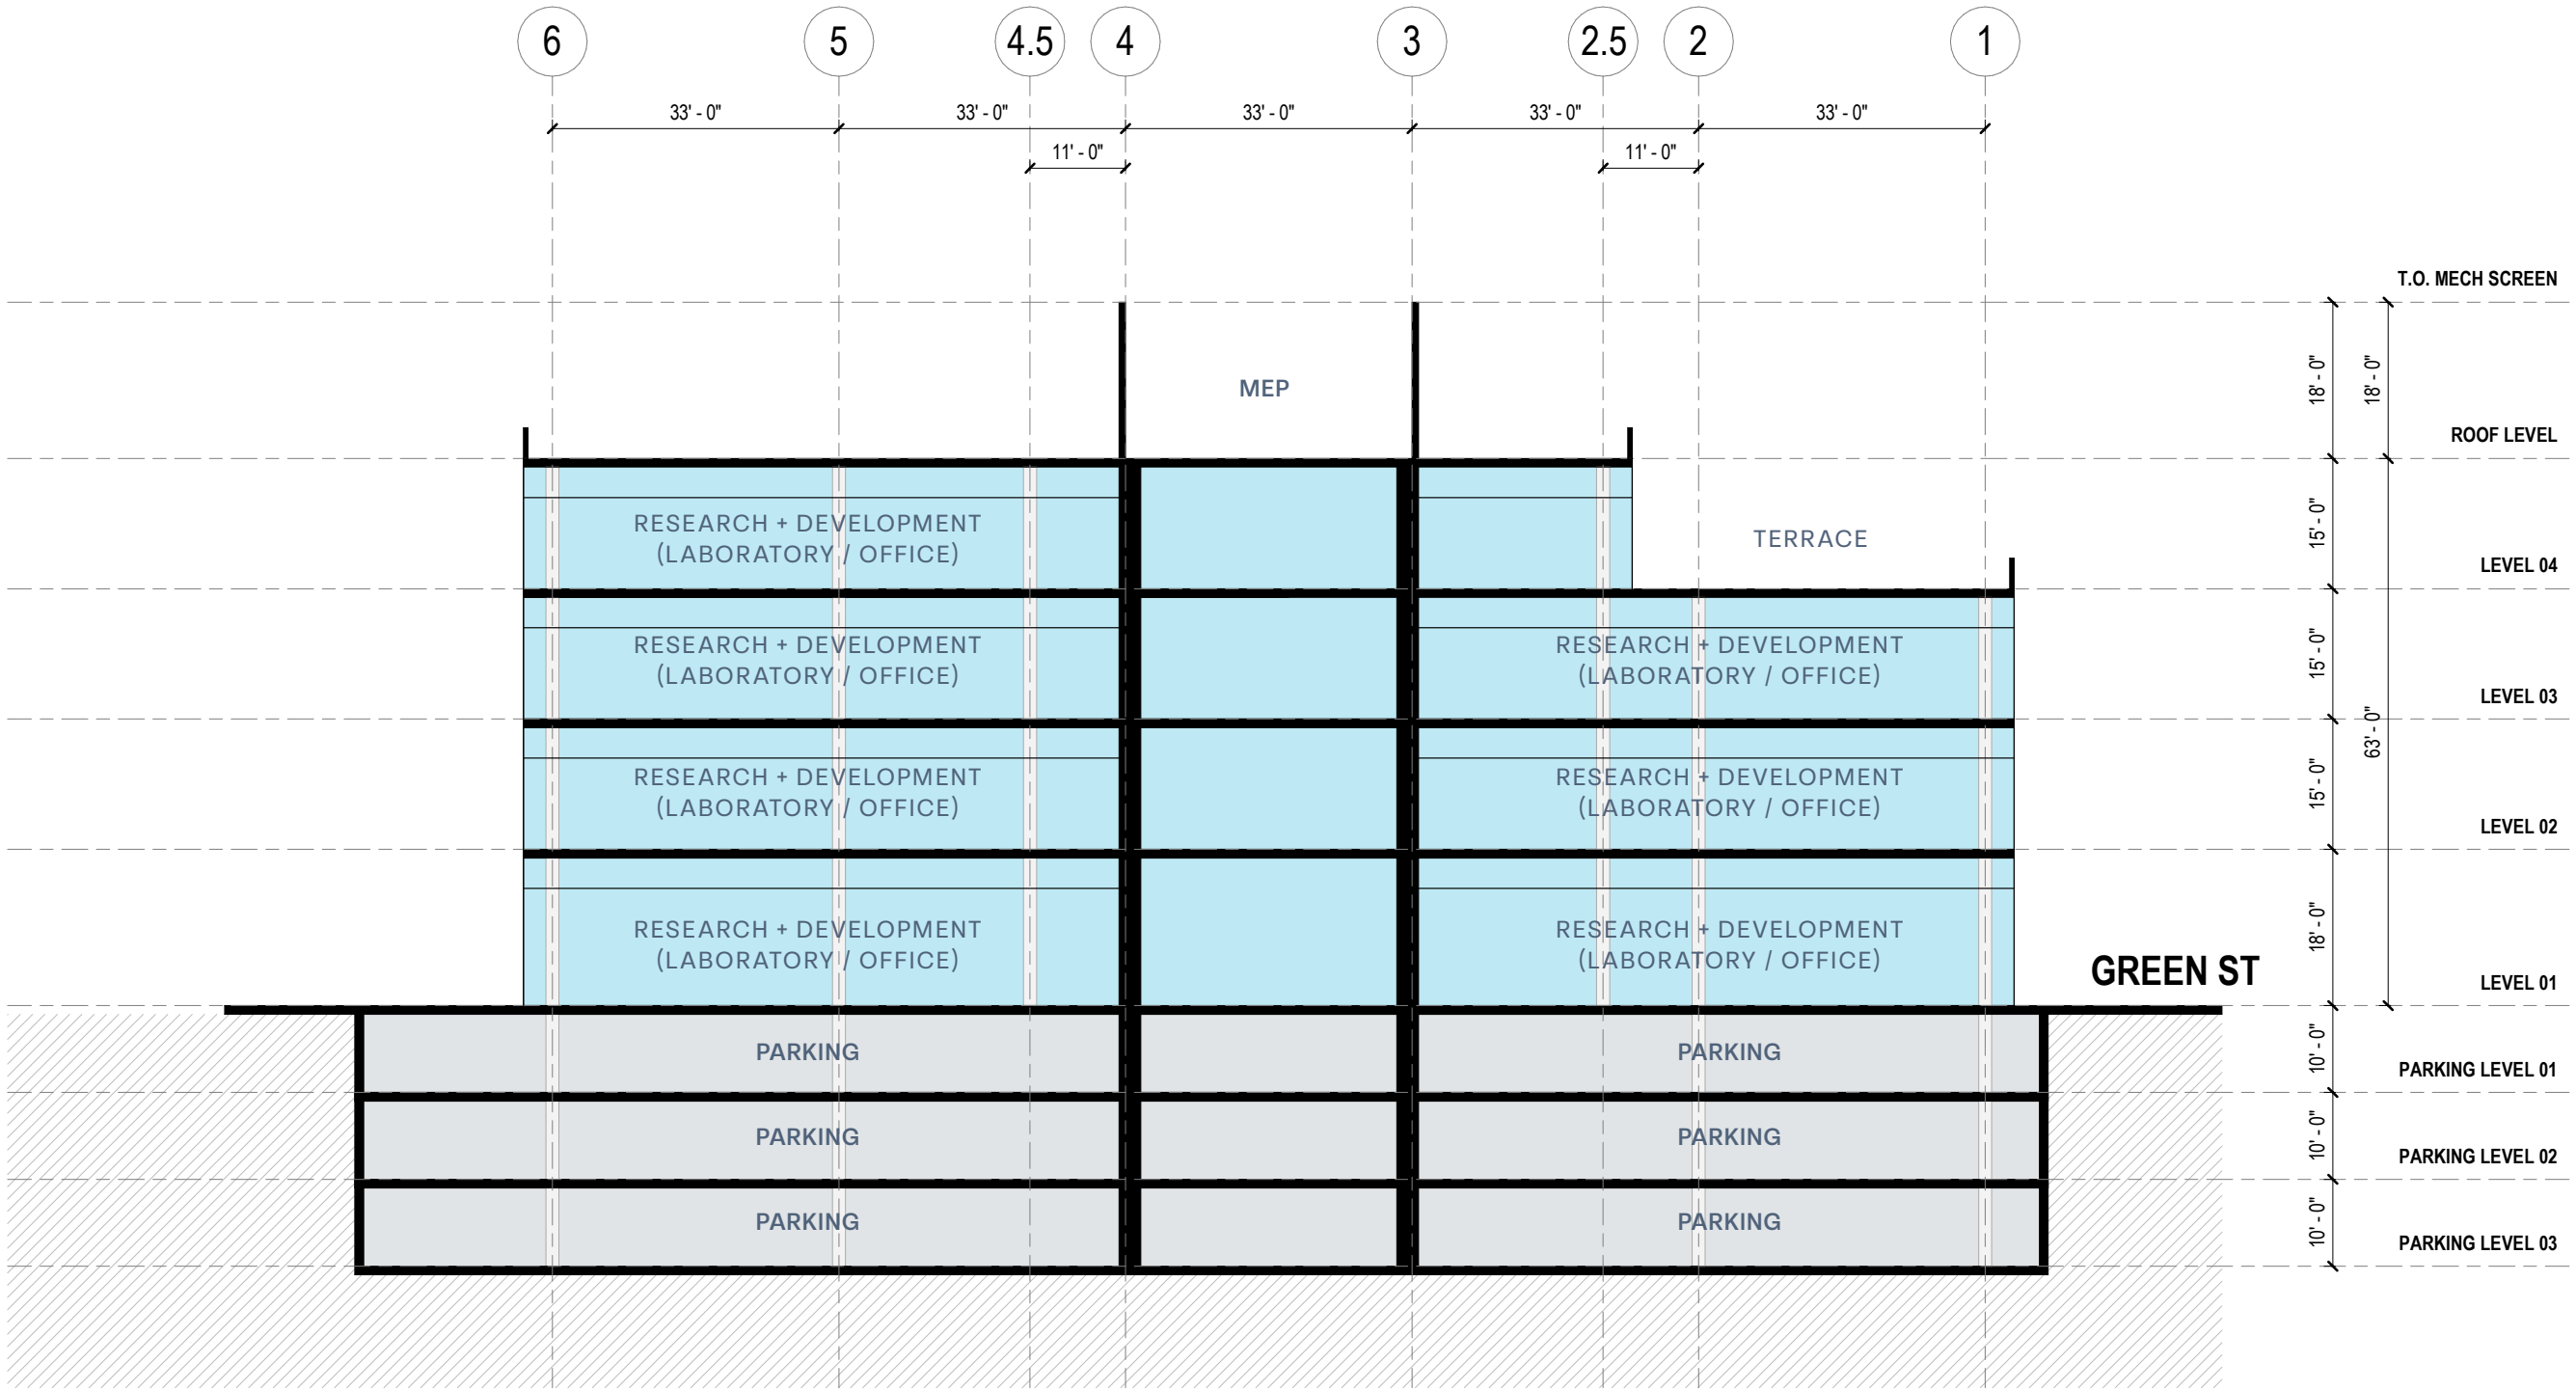 6 5 4.5 4 3 2.5 2 1
33' - 0" 33' - 0" 33' - 0" 33' - 0" 33' - 0"
11' - 0" 11' - 0"
T.O. MECH SCREEN
18' - 0" 18' - 0"
MEP
ROOF LEVEL
RESEARCH + DEVELOPMENT
(LABORATORY / OFFICE)
TERRACE
15' - 0"
LEVEL 04
RESEARCH + DEVELOPMENT
(LABORATORY / OFFICE)
RESEARCH + DEVELOPMENT
(LABORATORY / OFFICE)
15' - 0"
LEVEL 03
63' - 0"
RESEARCH + DEVELOPMENT
(LABORATORY / OFFICE)
RESEARCH + DEVELOPMENT
(LABORATORY / OFFICE)
15' - 0"
LEVEL 02
RESEARCH + DEVELOPMENT
(LABORATORY / OFFICE)
RESEARCH + DEVELOPMENT
(LABORATORY / OFFICE)
18' - 0"
GREEN ST
LEVEL 01
PARKING PARKING
10' - 0"
PARKING LEVEL 01
PARKING PARKING
10' - 0"
PARKING LEVEL 02
PARKING PARKING
10' - 0"
PARKING LEVEL 03